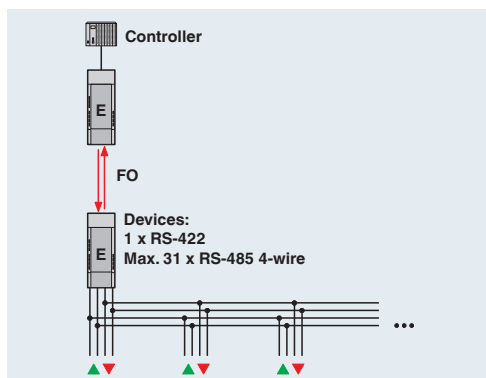 Controller
E
FO
Devices:
1 x RS-422
Max. 31 x RS-485 4-wire
E